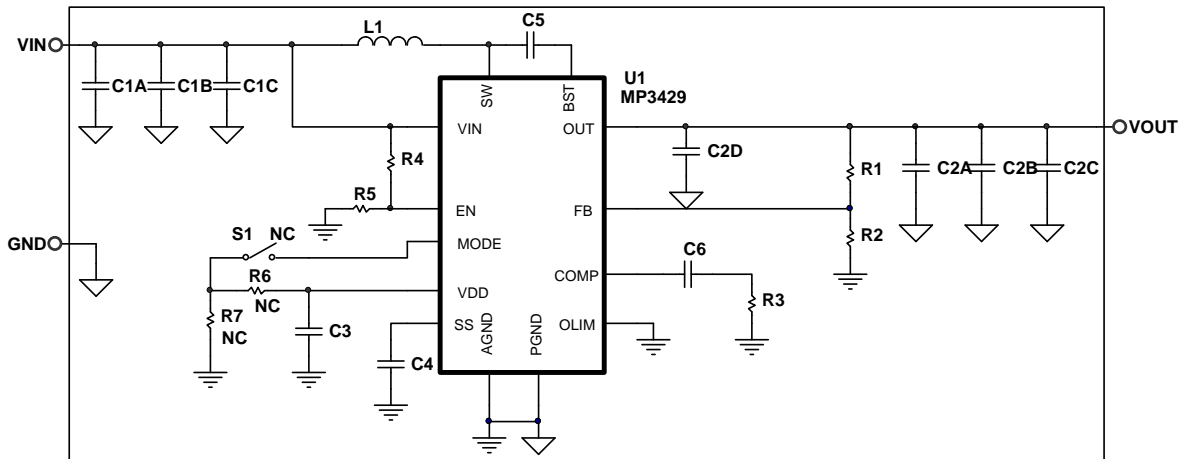 C5
L1
VIN
U1
MP3429
C1A
C1B
C1C
SW
BST
VIN
OUT
VOUT
R4
C2D
R1
C2A
C2B
C2C
R5
EN
FB
S1
NC
R2
GND
MODE
C6
R6
COMP
NC
VDD
R3
R7
NC
C3
SS
OLIM
AGND
PGND
C4